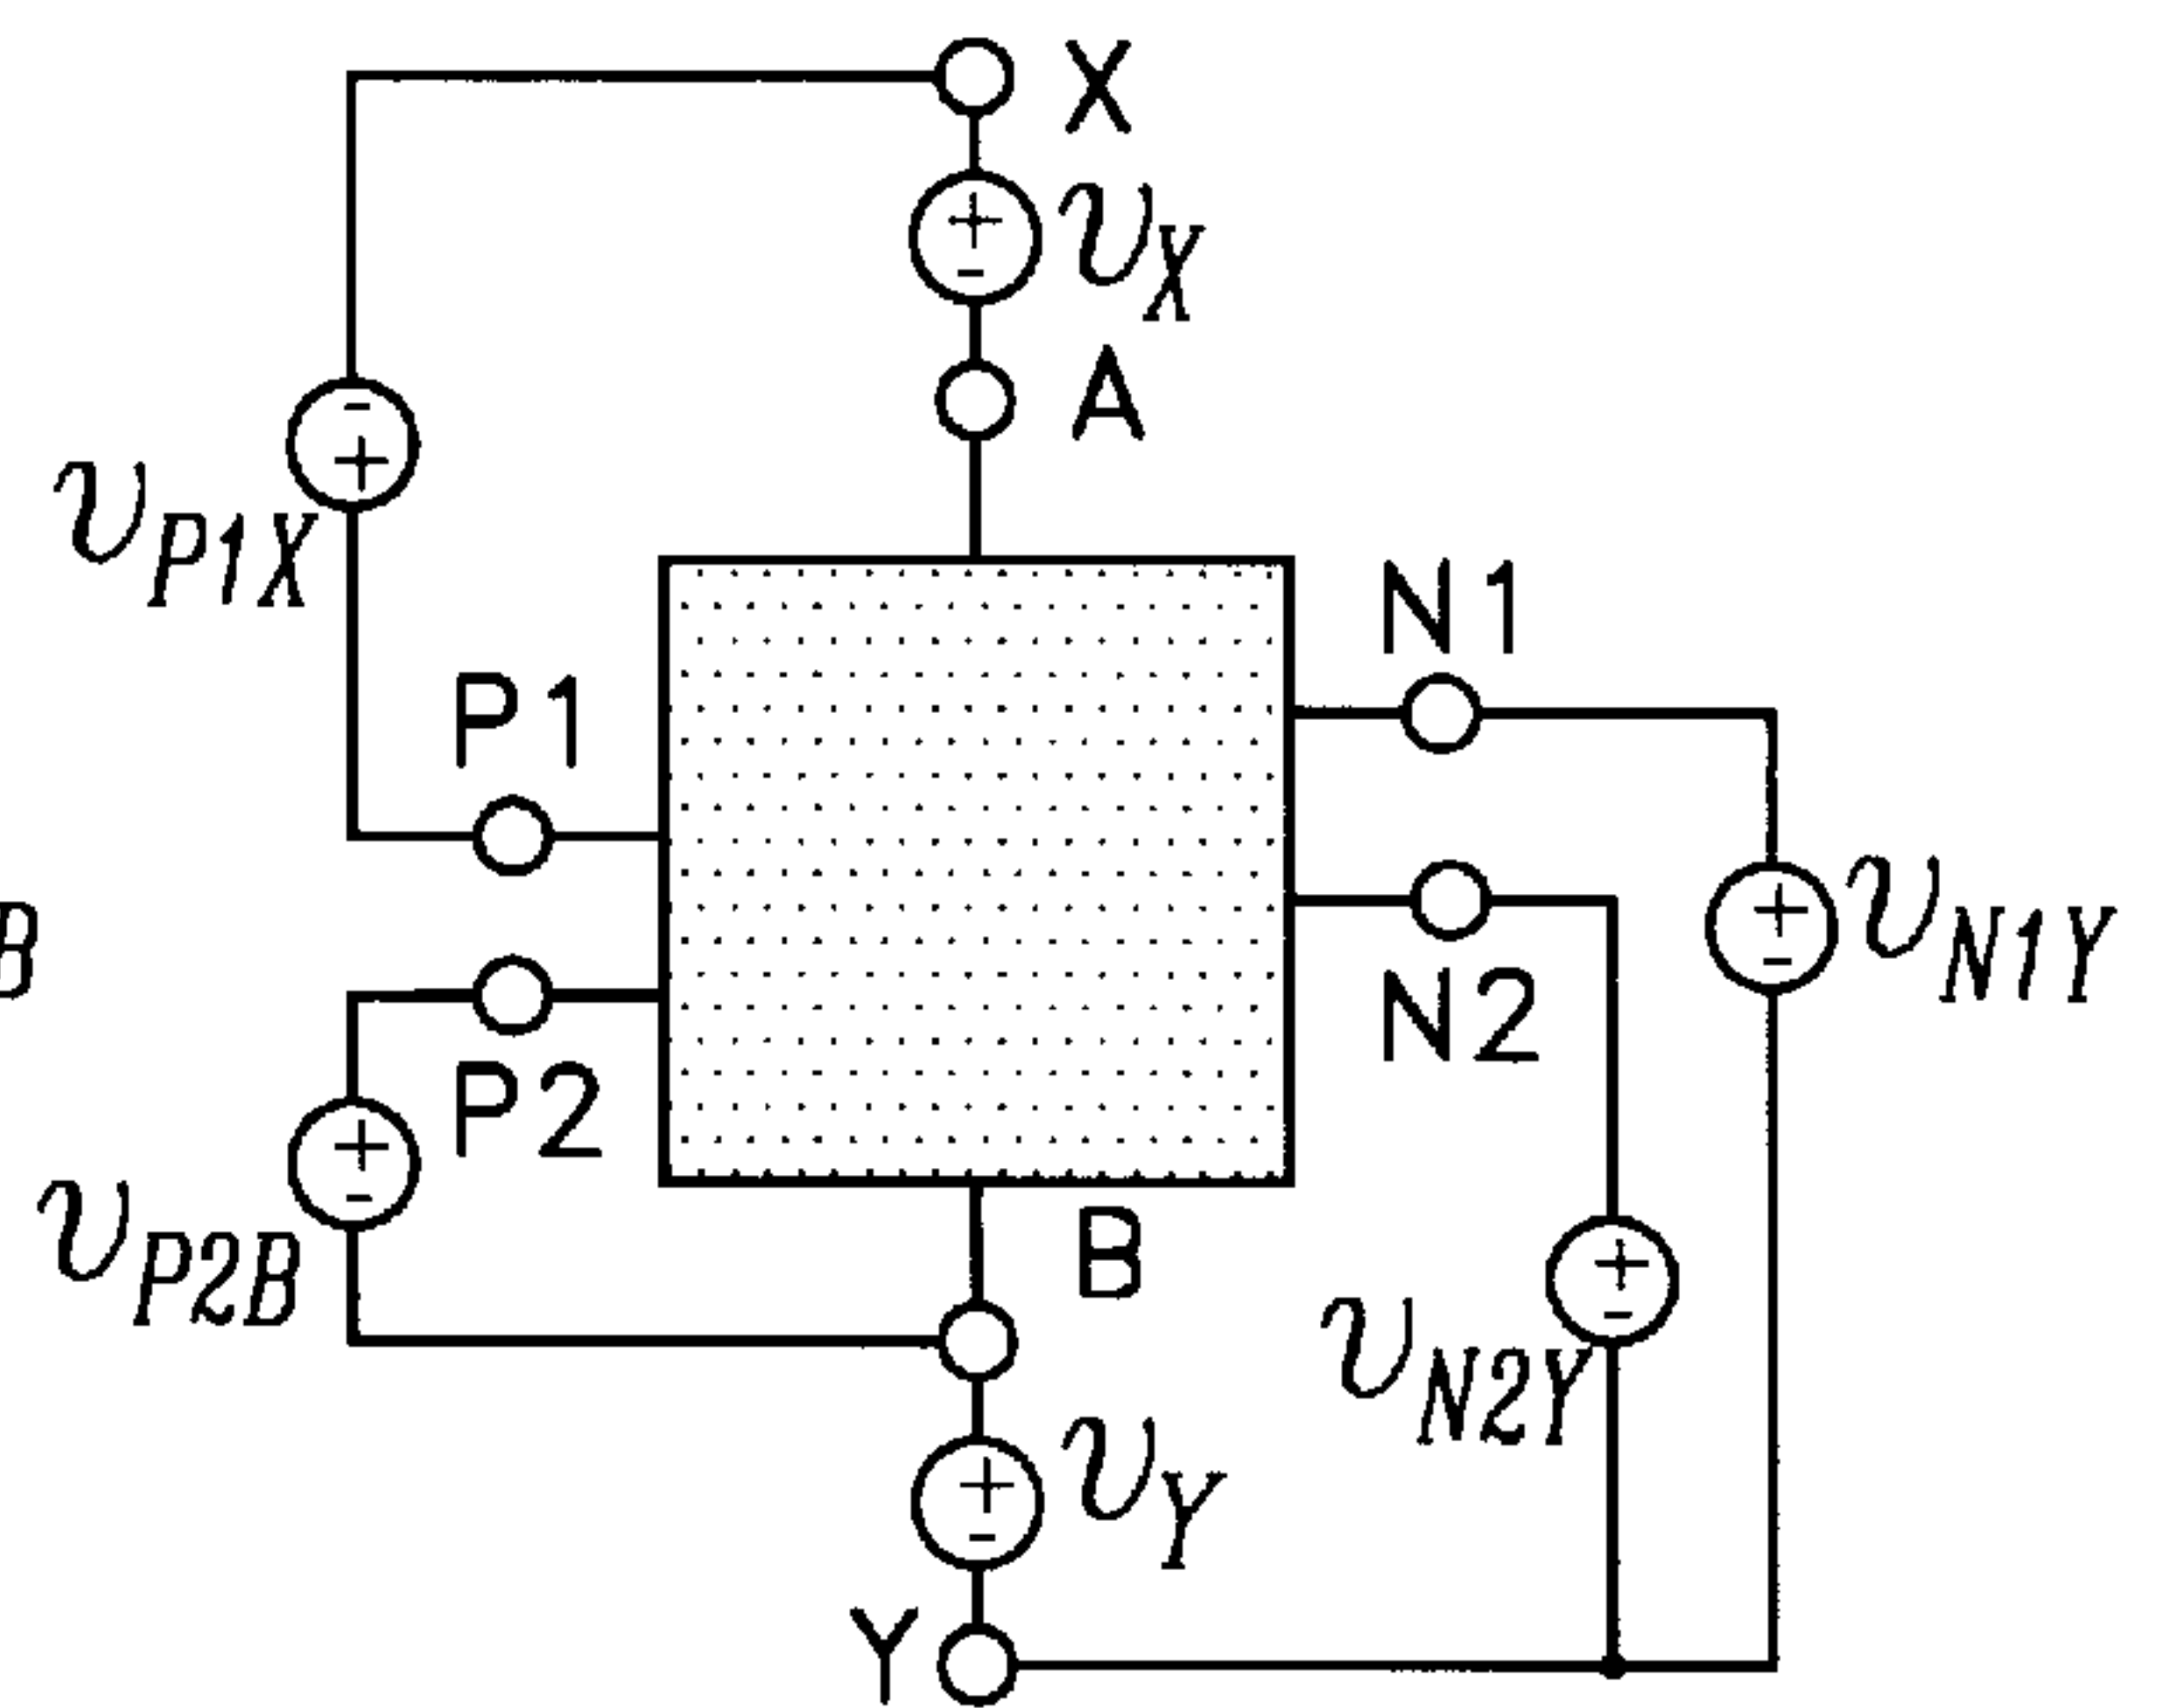 X
+
-
v_X
A
-
+
v_P1X
P1
N1
+
-
v_N1Y
B
N2
P2
+
-
v_P2B
B
+
-
v_N2Y
+
-
v_Y
Y